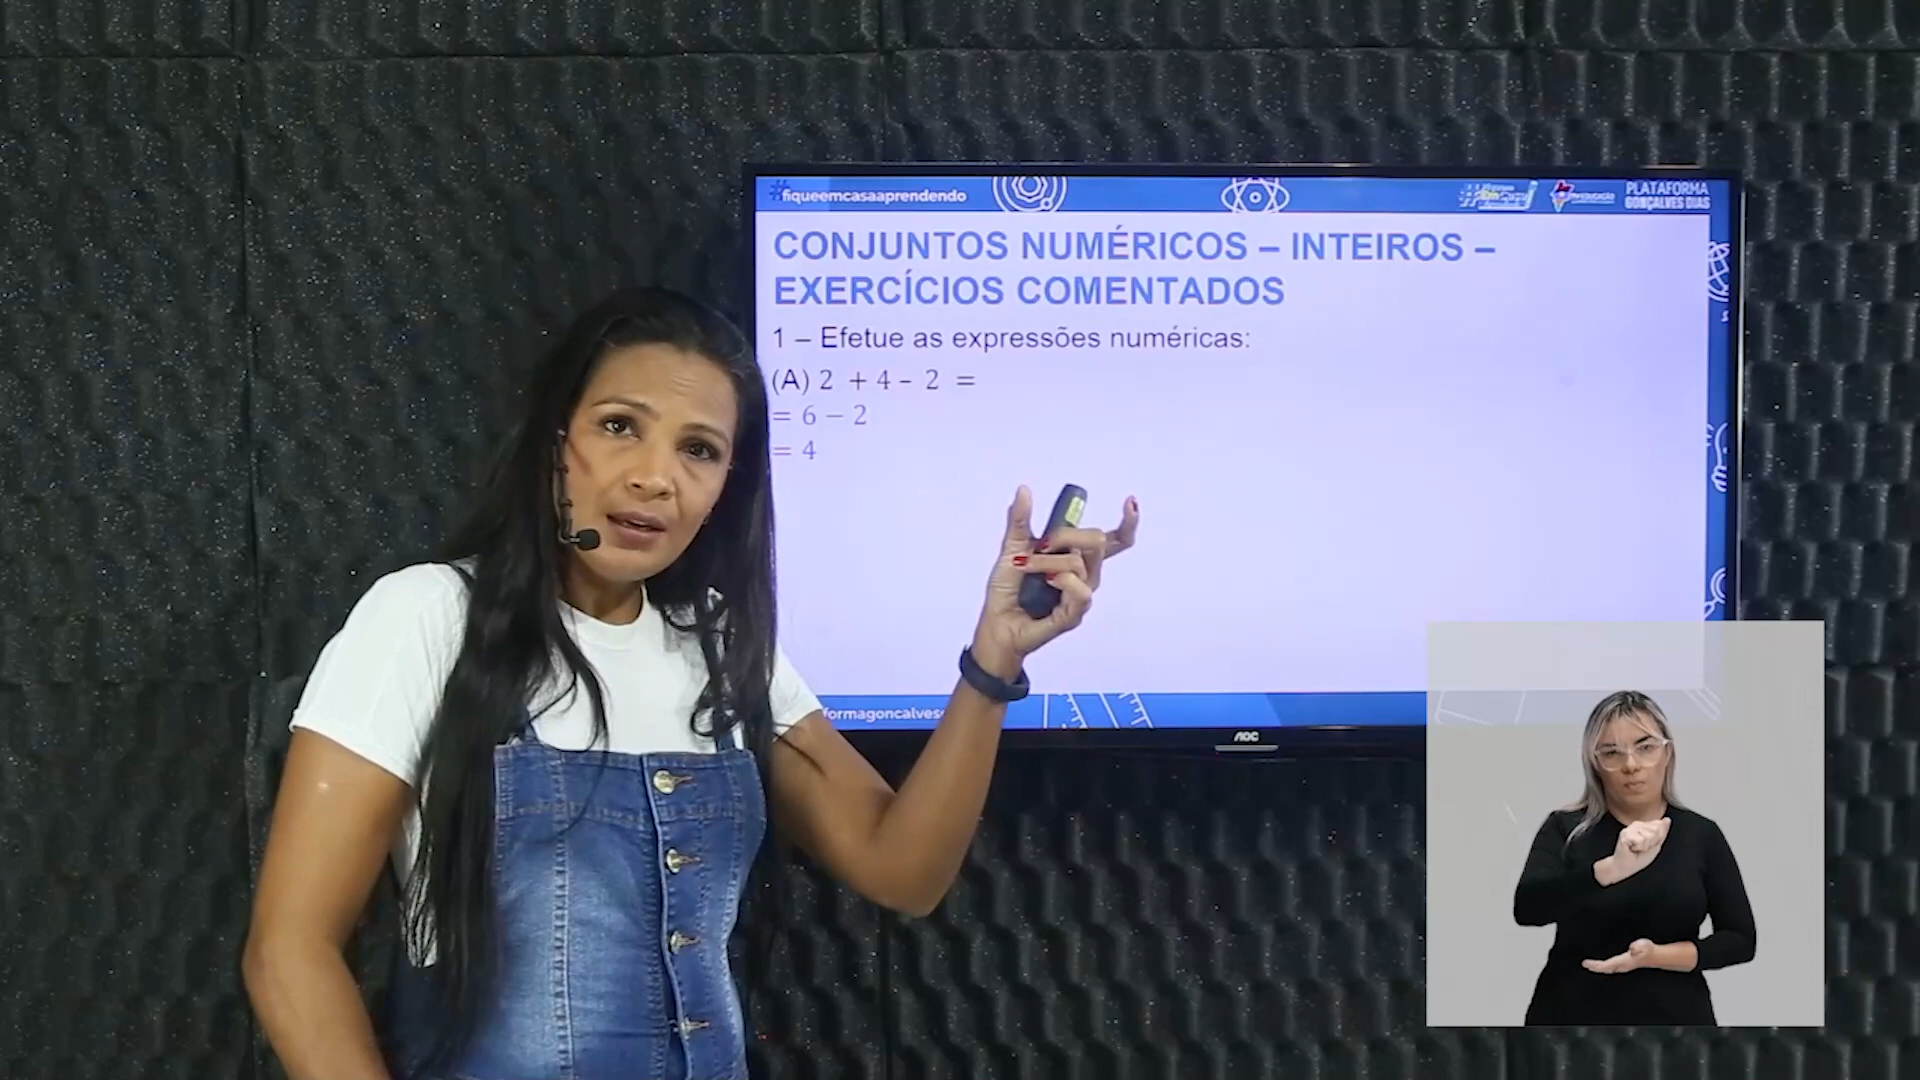 #fiqueemcasaaprendendo
PLATAFORMA
GONÇALVES DIAS
CONJUNTOS NUMÉRICOS – INTEIROS –
EXERCÍCIOS COMENTADOS
1 – Efetue as expressões numéricas:
(A) 2 + 4 – 2 =
= 6 – 2
= 4
formagoncalves
AOC